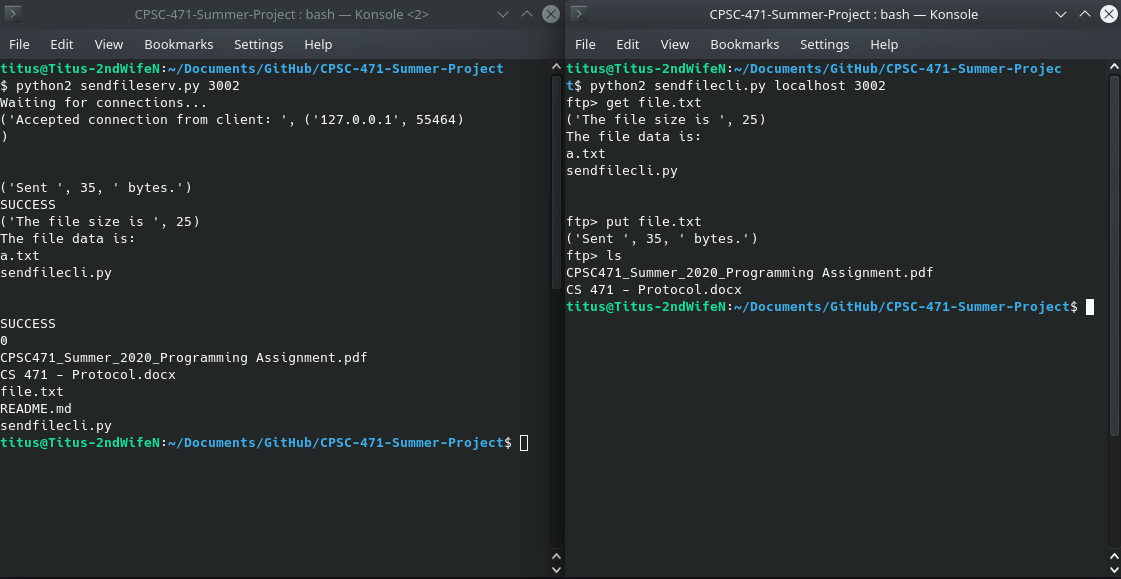 CPSC-471-Summer-Project : bash — Konsole <2>
File Edit View Bookmarks Settings Help
titus@Titus-2ndWifeN:~/Documents/GitHub/CPSC-471-Summer-Project
$ python2 sendfileserv.py 3002
Waiting for connections...
('Accepted connection from client: ', ('127.0.0.1', 55464)
)
('Sent ', 35, ' bytes.')
SUCCESS
('The file size is ', 25)
The file data is:
a.txt
sendfilecli.py
SUCCESS
0
CPSC471_Summer_2020_Programming Assignment.pdf
CS 471 – Protocol.docx
file.txt
README.md
sendfilecli.py
titus@Titus-2ndWifeN:~/Documents/GitHub/CPSC-471-Summer-Project$
CPSC-471-Summer-Project : bash — Konsole
File Edit View Bookmarks Settings Help
titus@Titus-2ndWifeN:~/Documents/GitHub/CPSC-471-Summer-Projec
t$ python2 sendfilecli.py localhost 3002
ftp> get file.txt
('The file size is ', 25)
The file data is:
a.txt
sendfilecli.py
ftp> put file.txt
('Sent ', 35, ' bytes.')
ftp> ls
CPSC471_Summer_2020_Programming Assignment.pdf
CS 471 – Protocol.docx
titus@Titus-2ndWifeN:~/Documents/GitHub/CPSC-471-Summer-Project$